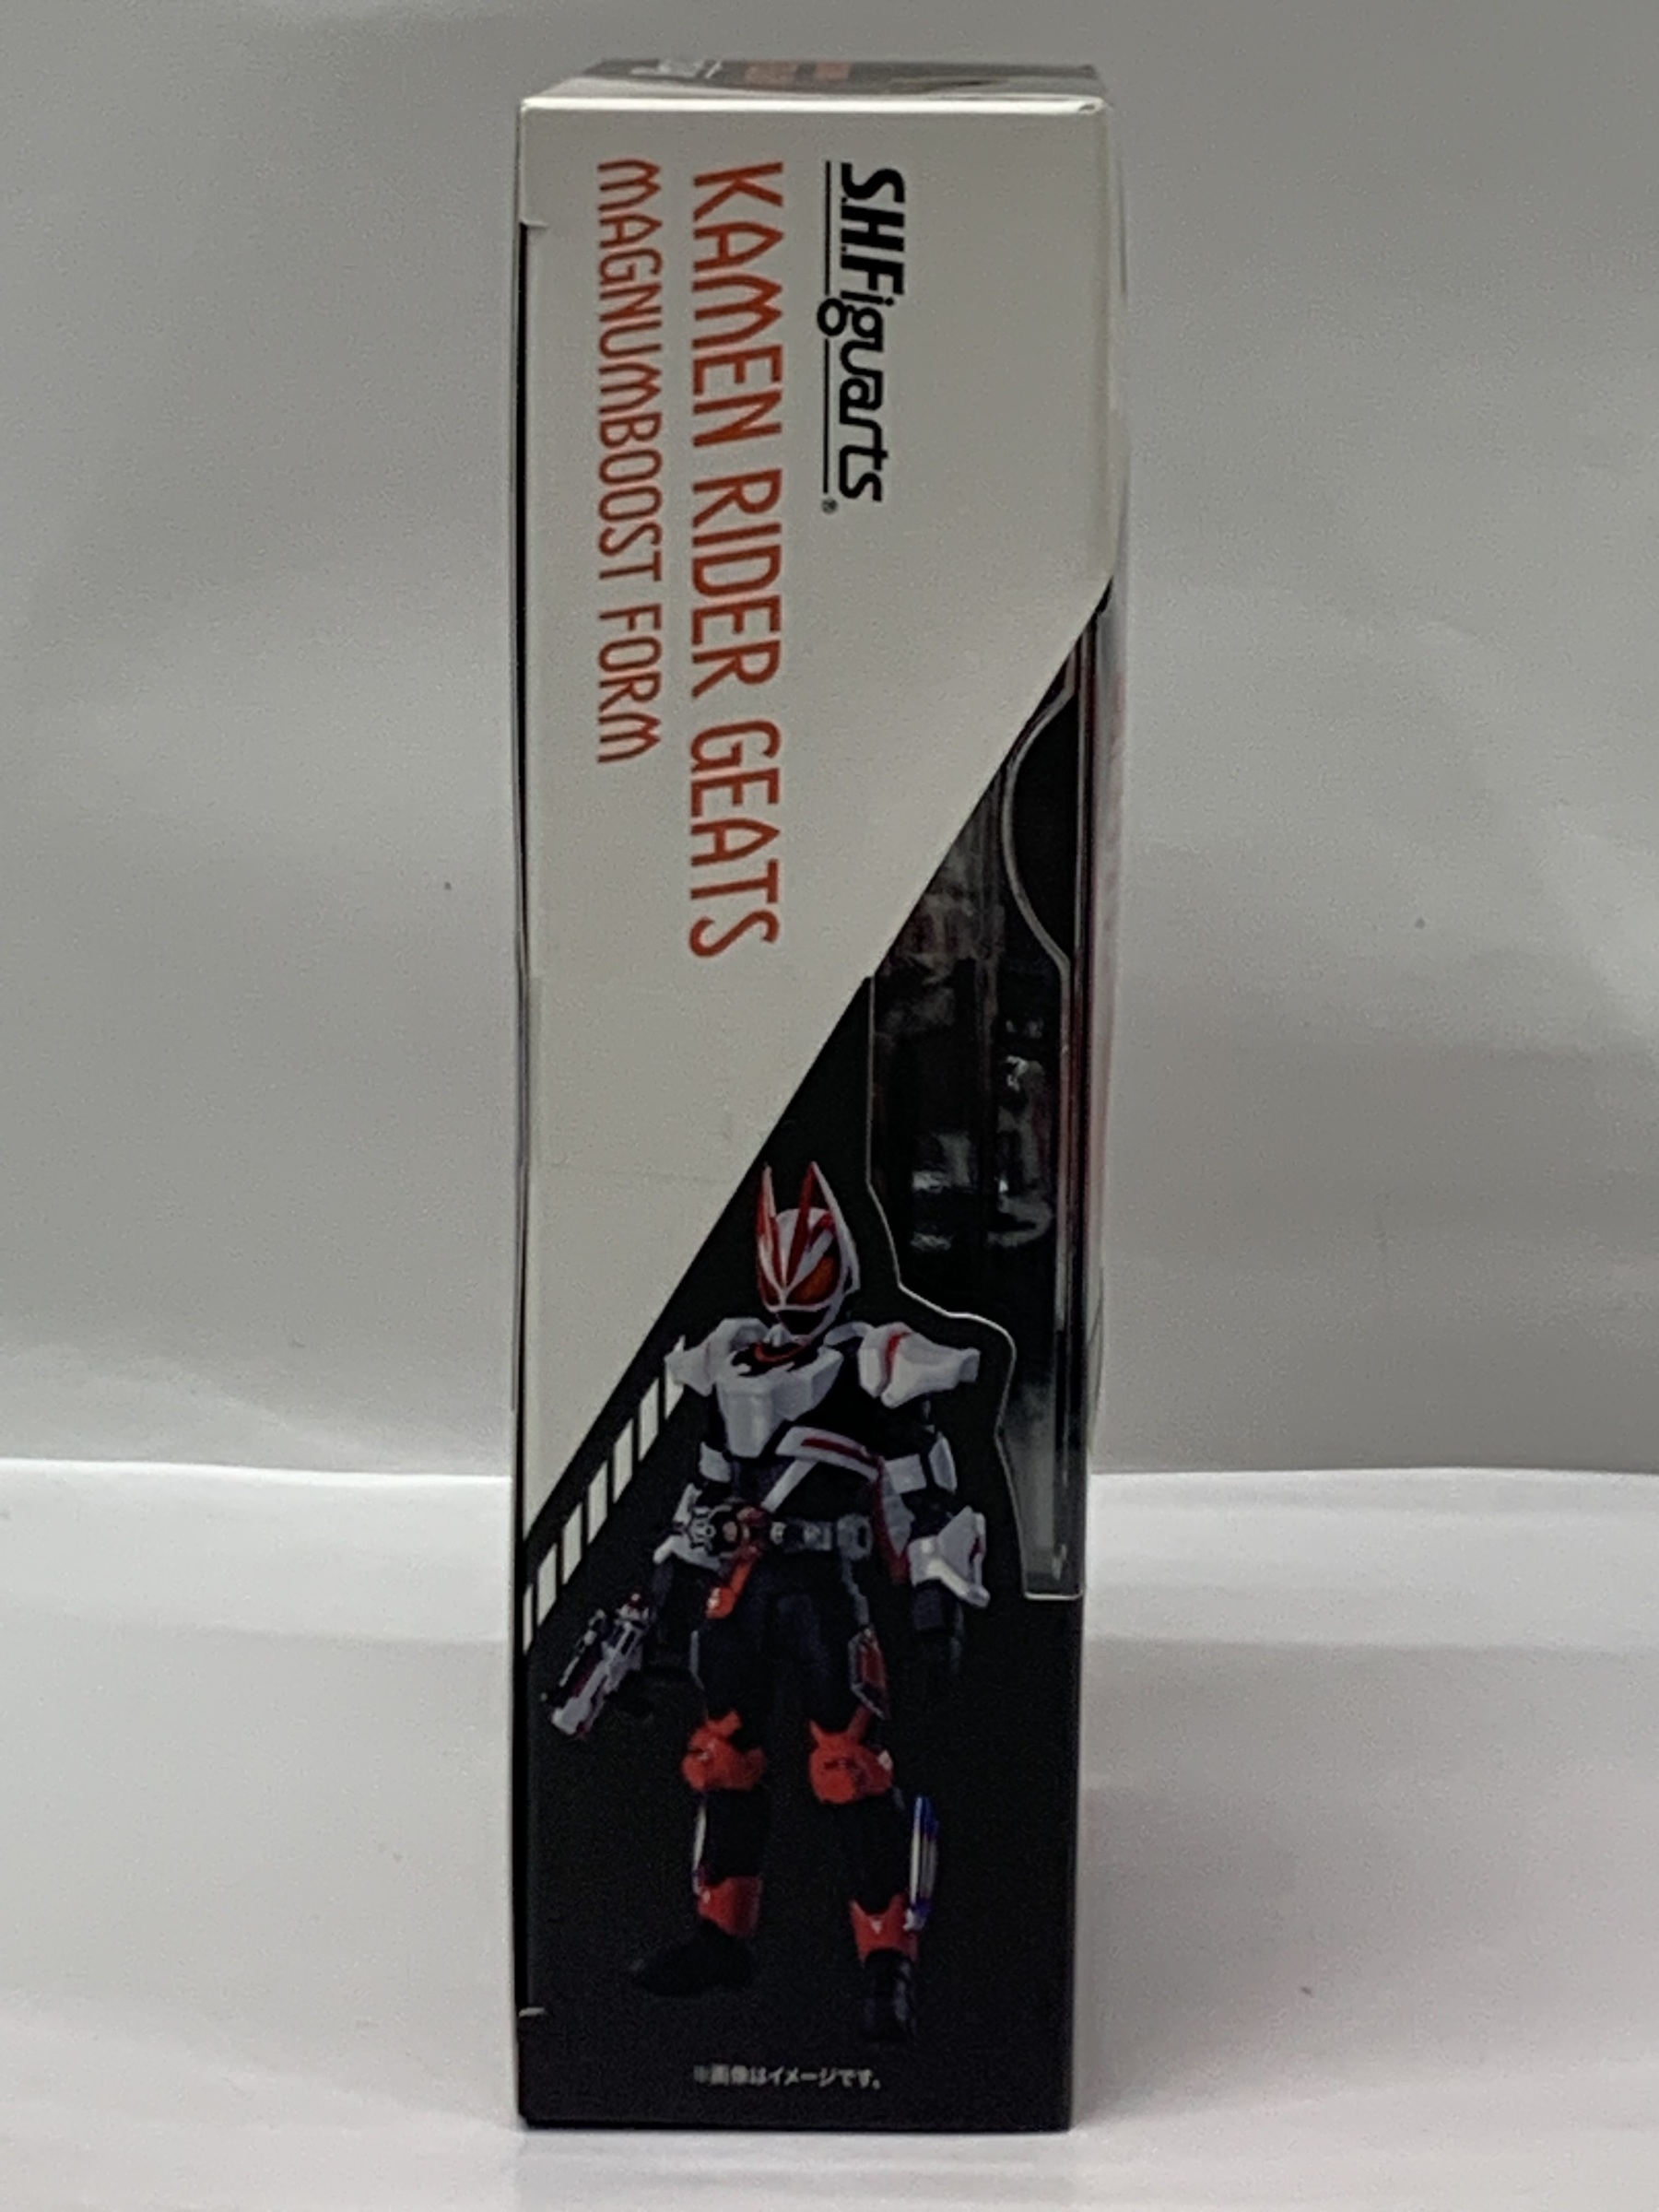 S.H.Figuarts®
KAMEN RIDER GEATS
MAGNUMBOOST FORM
※画像はイメージです。